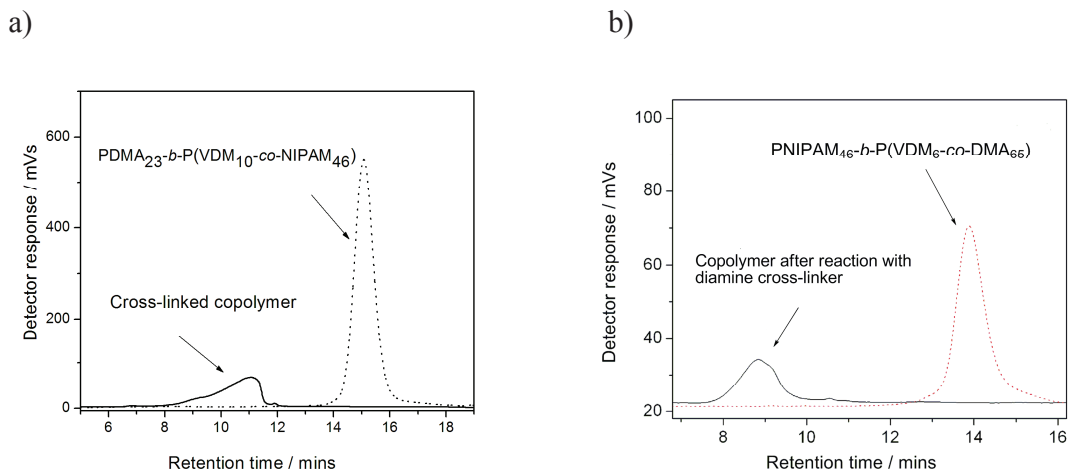 a)
b)
600
400
200
0
Detector response / mVs
PDMA23-b-P(VDM10-co-NIPAM46)
Cross-linked copolymer
6 8 10 12 14 16 18
Retention time / mins
100
80
60
40
20
Detector response / mVs
PNIPAM46-b-P(VDM6-co-DMA65)
Copolymer after reaction with
diamine cross-linker
8 10 12 14 16
Retention time / mins